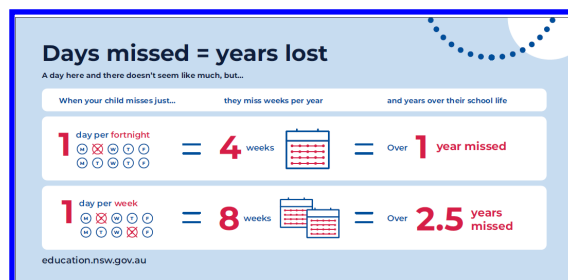 Days missed = years lost
A day here and there doesn't seem like much, but...
When your child misses just... they miss weeks per year and years over their school life
1 day per fortnight = 4 weeks = Over 1 year missed
M T W T F
M T W T F
1 day per week = 8 weeks = Over 2.5 years missed
M T W T F
M T W T F
education.nsw.gov.au